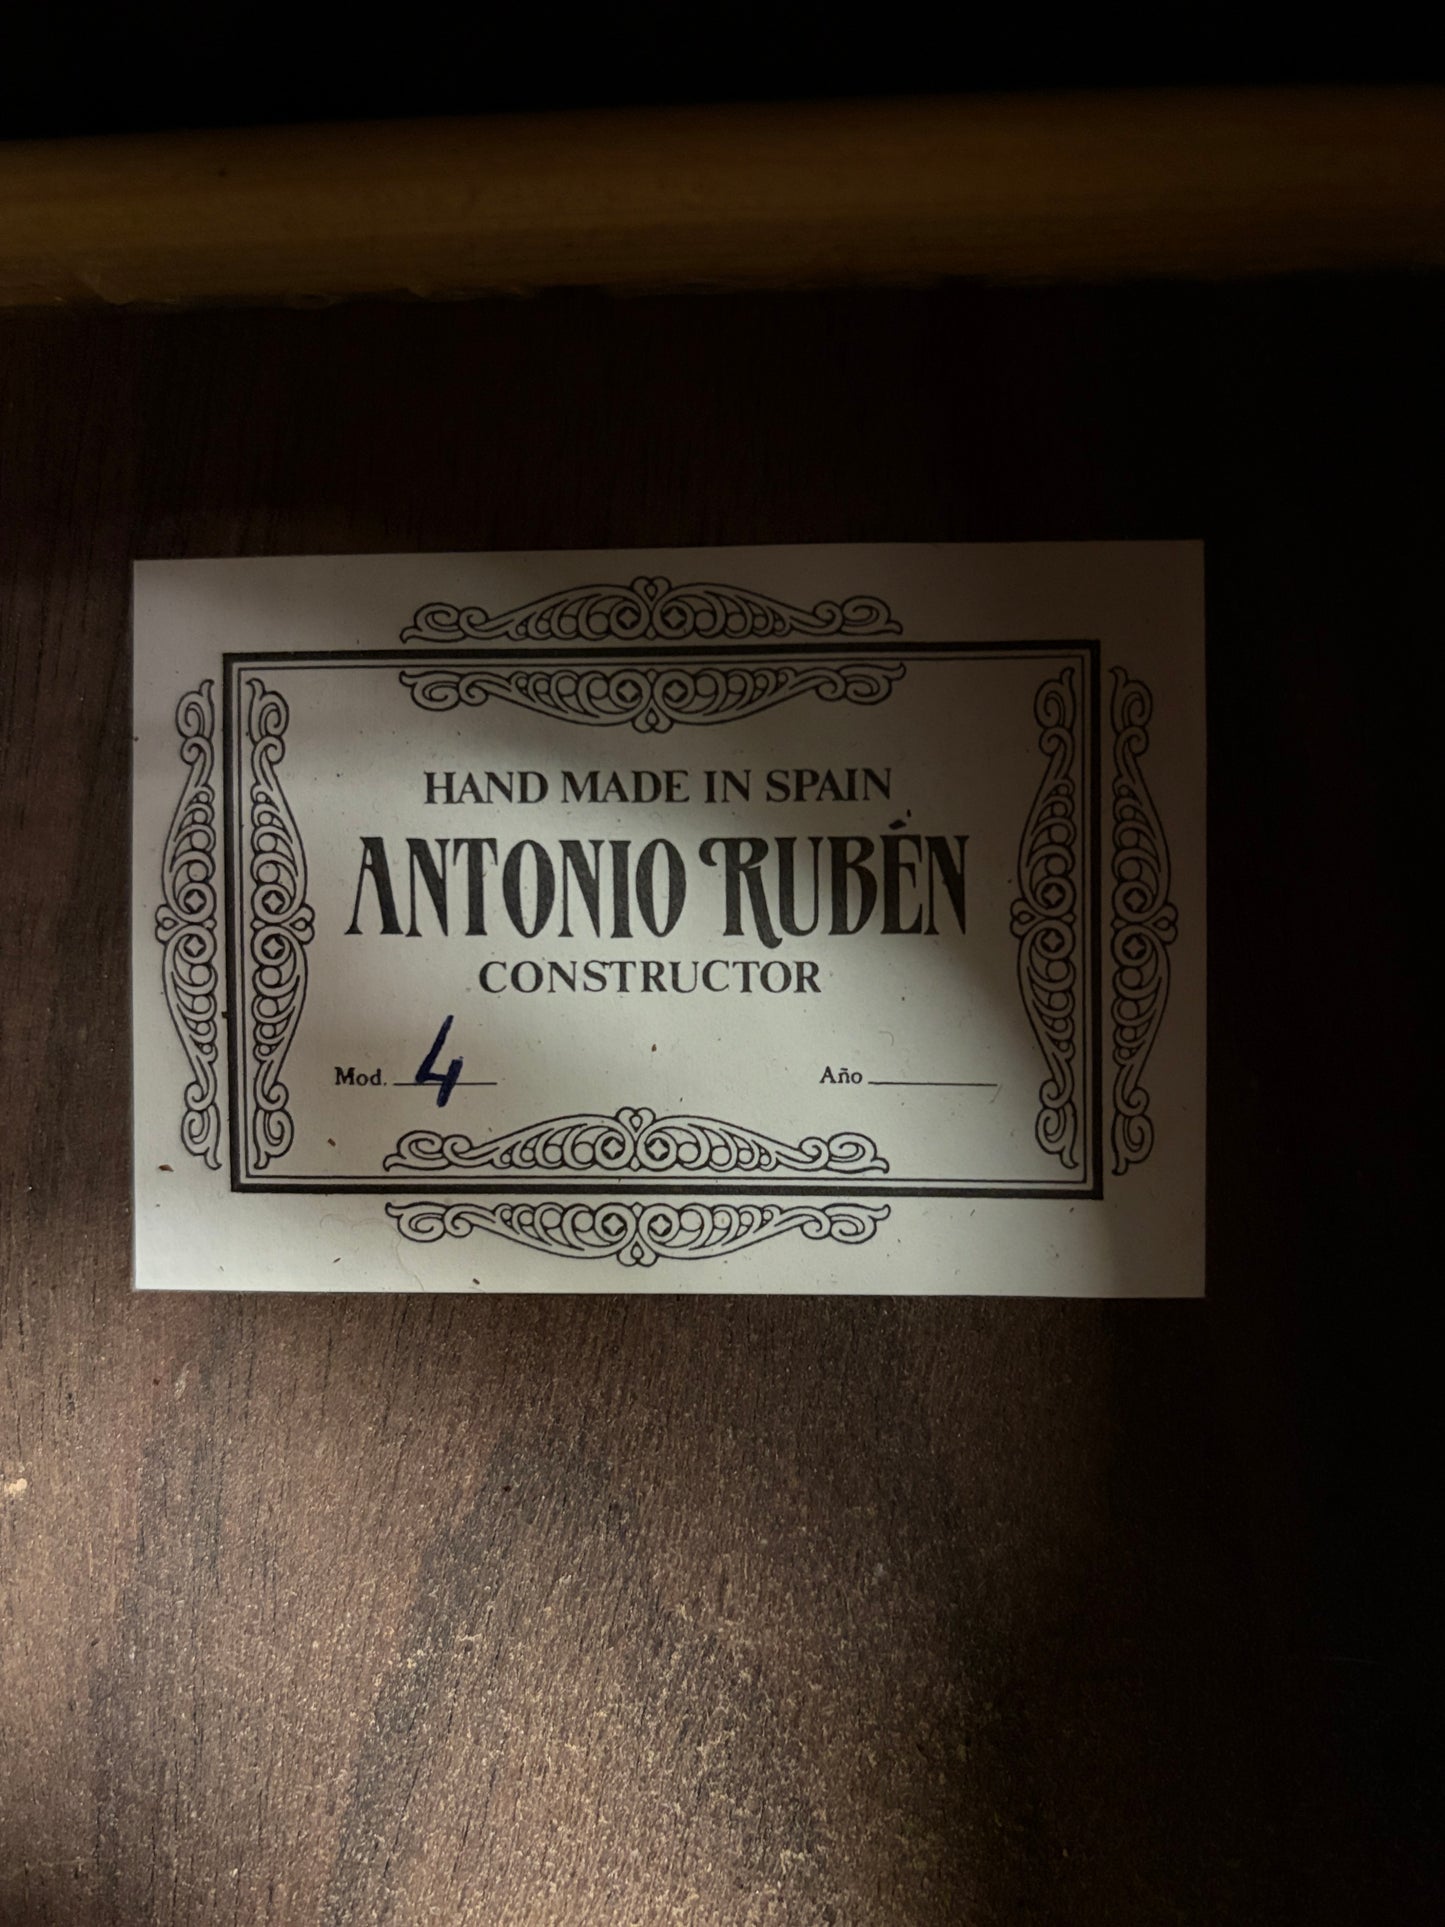 HAND MADE IN SPAIN
ANTONIO RUBÉN
CONSTRUCTOR
Mod. 4 Año